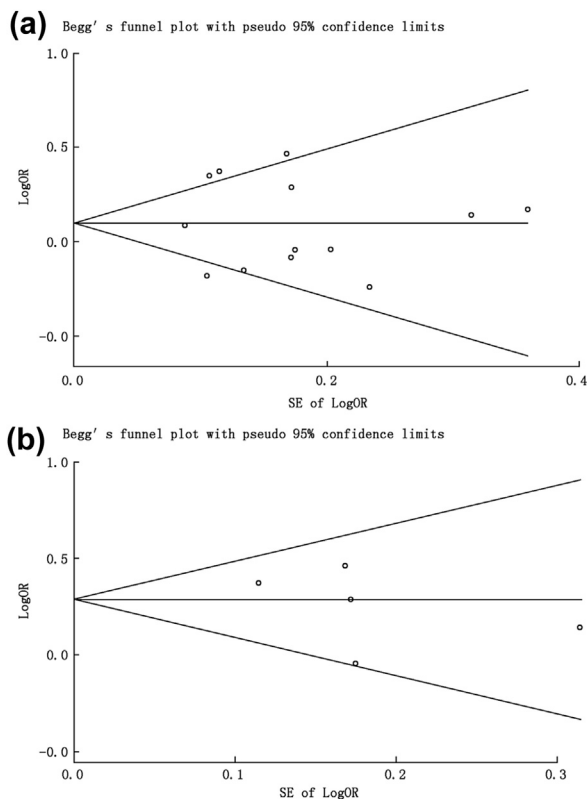 (a) Begg's funnel plot with pseudo 95% confidence limits
1.0
0.5
LogOR
0.0
-0.0
0.0 0.2 0.4
SE of LogOR
(b) Begg's funnel plot with pseudo 95% confidence limits
1.0
0.5
LogOR
0.0
-0.0
0.0 0.1 0.2 0.3
SE of LogOR